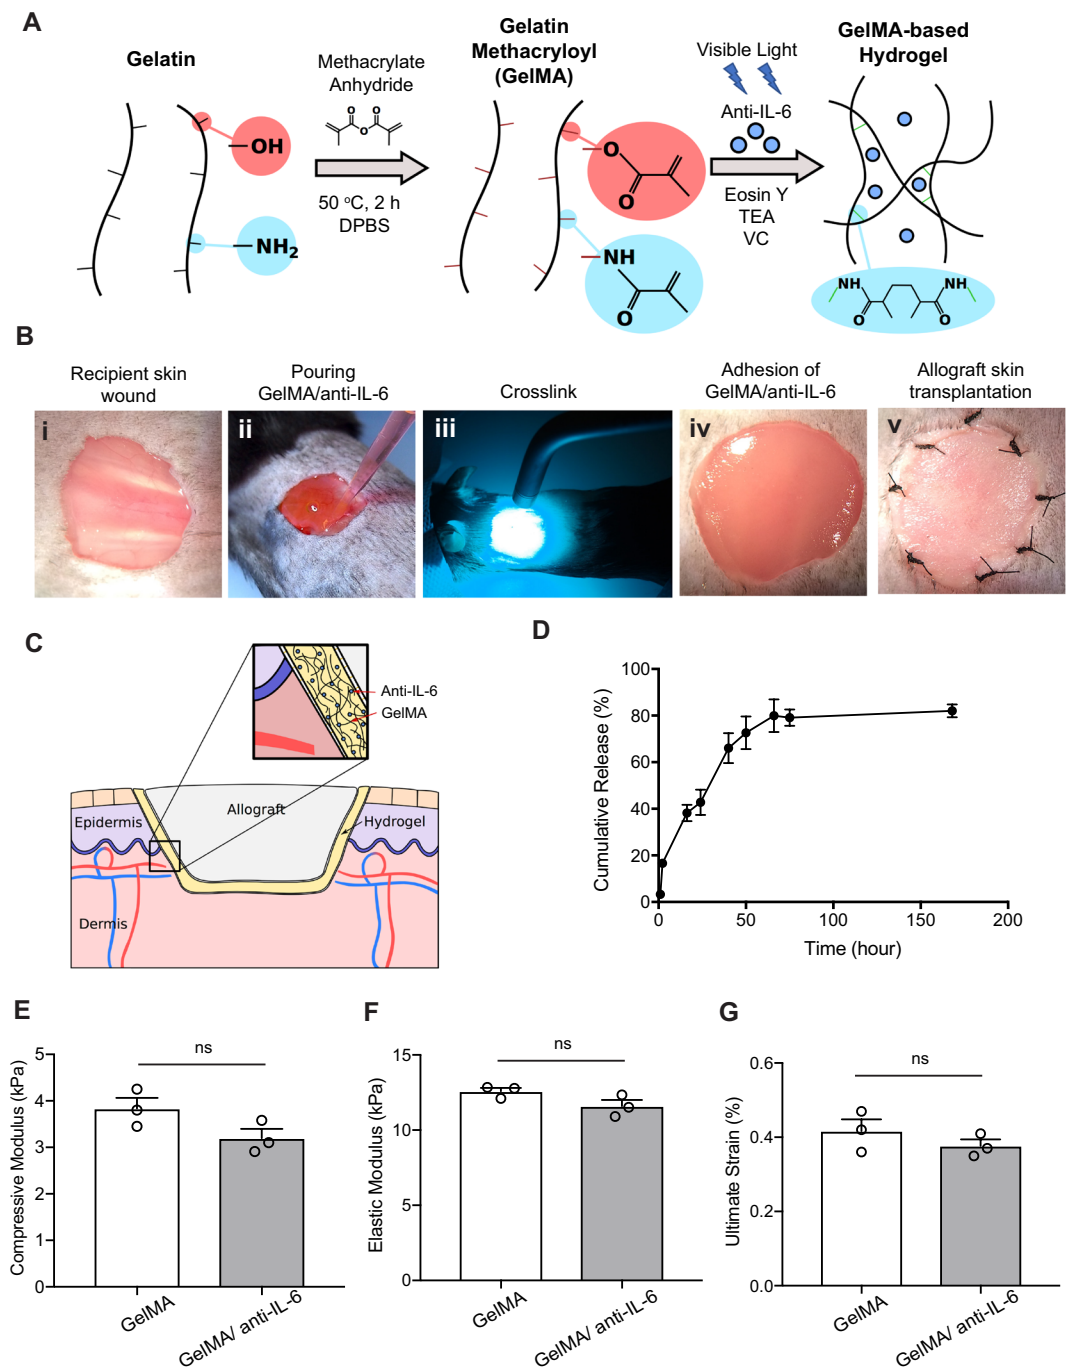 A
Gelatin
OH
NH2
Methacrylate
Anhydride
O O
O
50 °C, 2 h
DPBS
Gelatin
Methacryloyl
(GelMA)
O
O
NH
O
Visible Light
Anti-IL-6
Eosin Y
TEA
VC
GelMA-based
Hydrogel
NH NH
O O
B
Recipient skin
wound
i
Pouring
GelMA/anti-IL-6
ii
Crosslink
iii
Adhesion of
GelMA/anti-IL-6
iv
Allograft skin
transplantation
v
C
Anti-IL-6
GelMA
Allograft
Epidermis
Hydrogel
Dermis
D
Cumulative Release (%)
100
80
60
40
20
0
0 50 100 150 200
Time (hour)
E
Compressive Modulus (kPa)
5
4
3
2
1
0
ns
GelMA
GelMA/ anti-IL-6
F
Elastic Modulus (kPa)
15
10
5
0
ns
GelMA
GelMA/ anti-IL-6
G
Ultimate Strain (%)
0.6
0.4
0.2
0.0
ns
GelMA
GelMA/ anti-IL-6